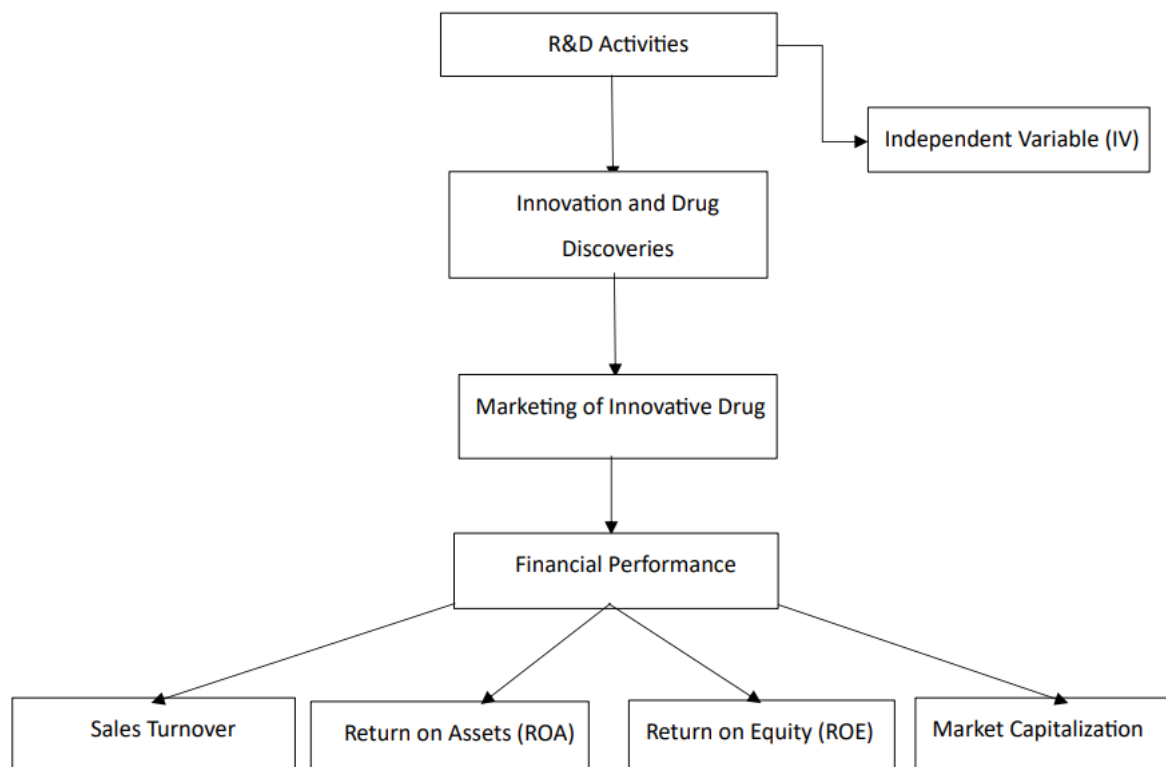 R&D Activities
Independent Variable (IV)
Innovation and Drug
Discoveries
Marketing of Innovative Drug
Financial Performance
Sales Turnover
Return on Assets (ROA)
Return on Equity (ROE)
Market Capitalization